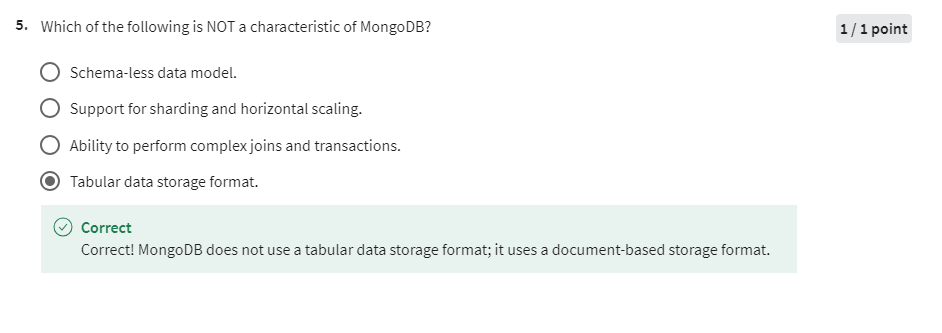 5. Which of the following is NOT a characteristic of MongoDB?
1 / 1 point
Schema-less data model.
Support for sharding and horizontal scaling.
Ability to perform complex joins and transactions.
Tabular data storage format.
Correct
Correct! MongoDB does not use a tabular data storage format; it uses a document-based storage format.